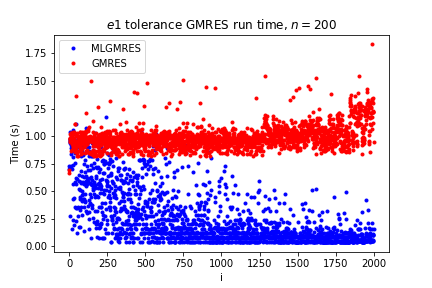 e1 tolerance GMRES run time, n = 200
MLGMRES
GMRES
Time (s)
1.75
1.50
1.25
1.00
0.75
0.50
0.25
0.00
0 250 500 750 1000 1250 1500 1750 2000
i